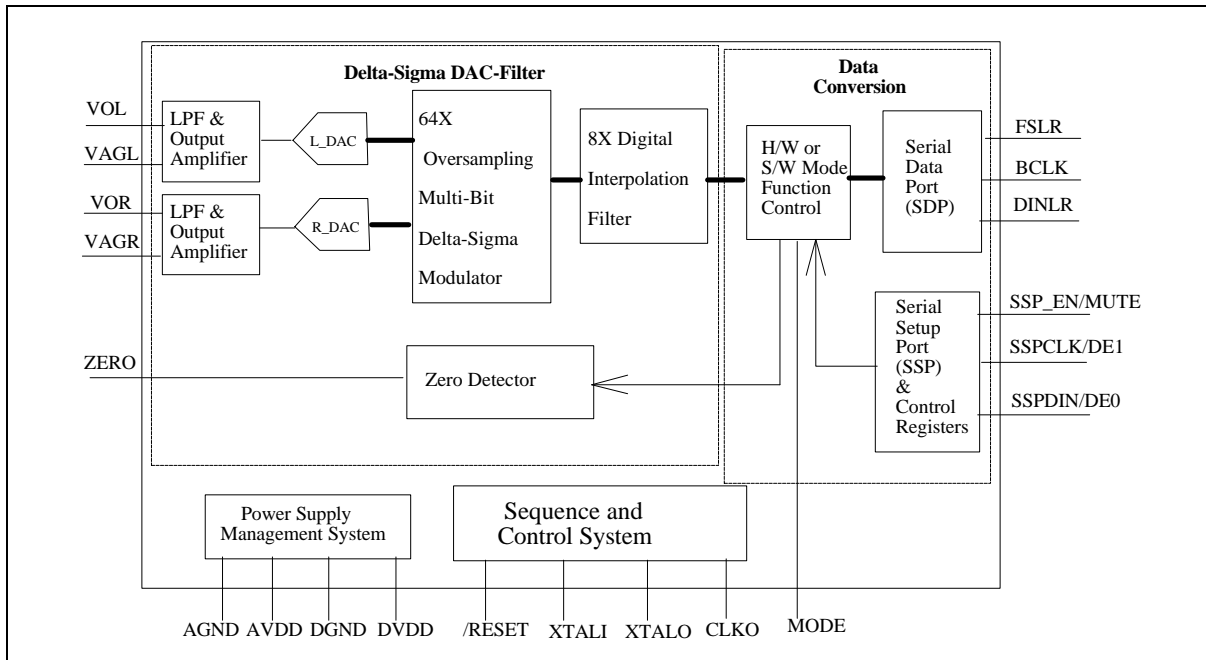 Delta-Sigma DAC-Filter
Data
Conversion
VOL
VAGL
VOR
VAGR
ZERO
LPF &
Output
Amplifier
LPF &
Output
Amplifier
L_DAC
R_DAC
64X
Oversampling
Multi-Bit
Delta-Sigma
Modulator
8X Digital
Interpolation
Filter
H/W or
S/W Mode
Function
Control
Serial
Data
Port
(SDP)
FSLR
BCLK
DINLR
Zero Detector
Serial
Setup
Port
(SSP)
&
Control
Registers
SSP_EN/MUTE
SSPCLK/DE1
SSPDIN/DE0
Power Supply
Management System
Sequence and
Control System
AGND
AVDD
DGND
DVDD
/RESET
XTALI
XTALO
CLKO
MODE